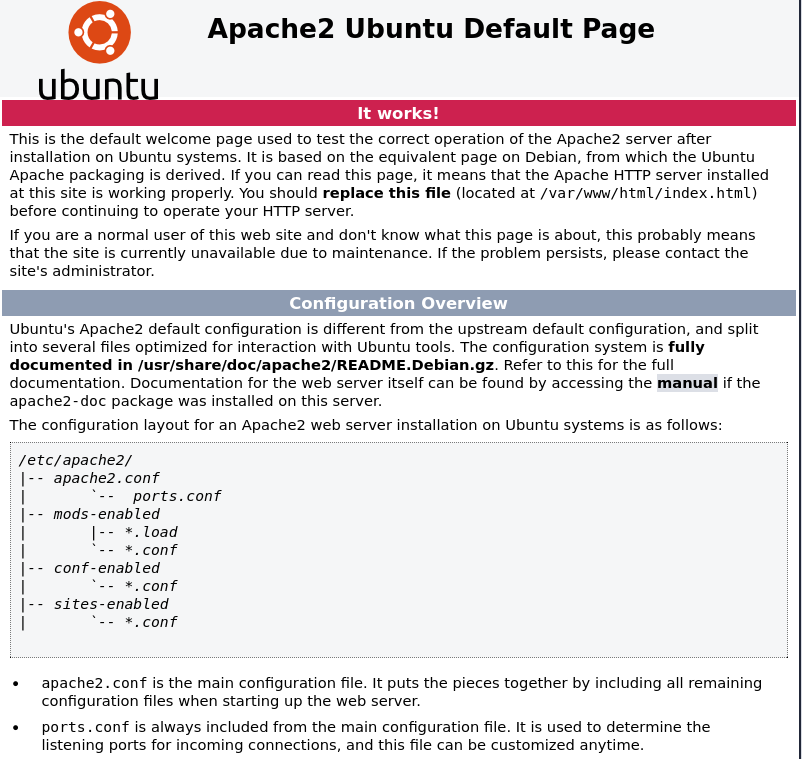 ubuntu
Apache2 Ubuntu Default Page
It works!
This is the default welcome page used to test the correct operation of the Apache2 server after
installation on Ubuntu systems. It is based on the equivalent page on Debian, from which the Ubuntu
Apache packaging is derived. If you can read this page, it means that the Apache HTTP server installed
at this site is working properly. You should replace this file (located at /var/www/html/index.html)
before continuing to operate your HTTP server.
If you are a normal user of this web site and don't know what this page is about, this probably means
that the site is currently unavailable due to maintenance. If the problem persists, please contact the
site's administrator.
Configuration Overview
Ubuntu's Apache2 default configuration is different from the upstream default configuration, and split
into several files optimized for interaction with Ubuntu tools. The configuration system is fully
documented in /usr/share/doc/apache2/README.Debian.gz. Refer to this for the full
documentation. Documentation for the web server itself can be found by accessing the manual if the
apache2-doc package was installed on this server.
The configuration layout for an Apache2 web server installation on Ubuntu systems is as follows:
/etc/apache2/
|-- apache2.conf
|       `--  ports.conf
|-- mods-enabled
|       |-- *.load
|       `-- *.conf
|-- conf-enabled
|       `-- *.conf
|-- sites-enabled
|       `-- *.conf
• apache2.conf is the main configuration file. It puts the pieces together by including all remaining
configuration files when starting up the web server.
• ports.conf is always included from the main configuration file. It is used to determine the
listening ports for incoming connections, and this file can be customized anytime.